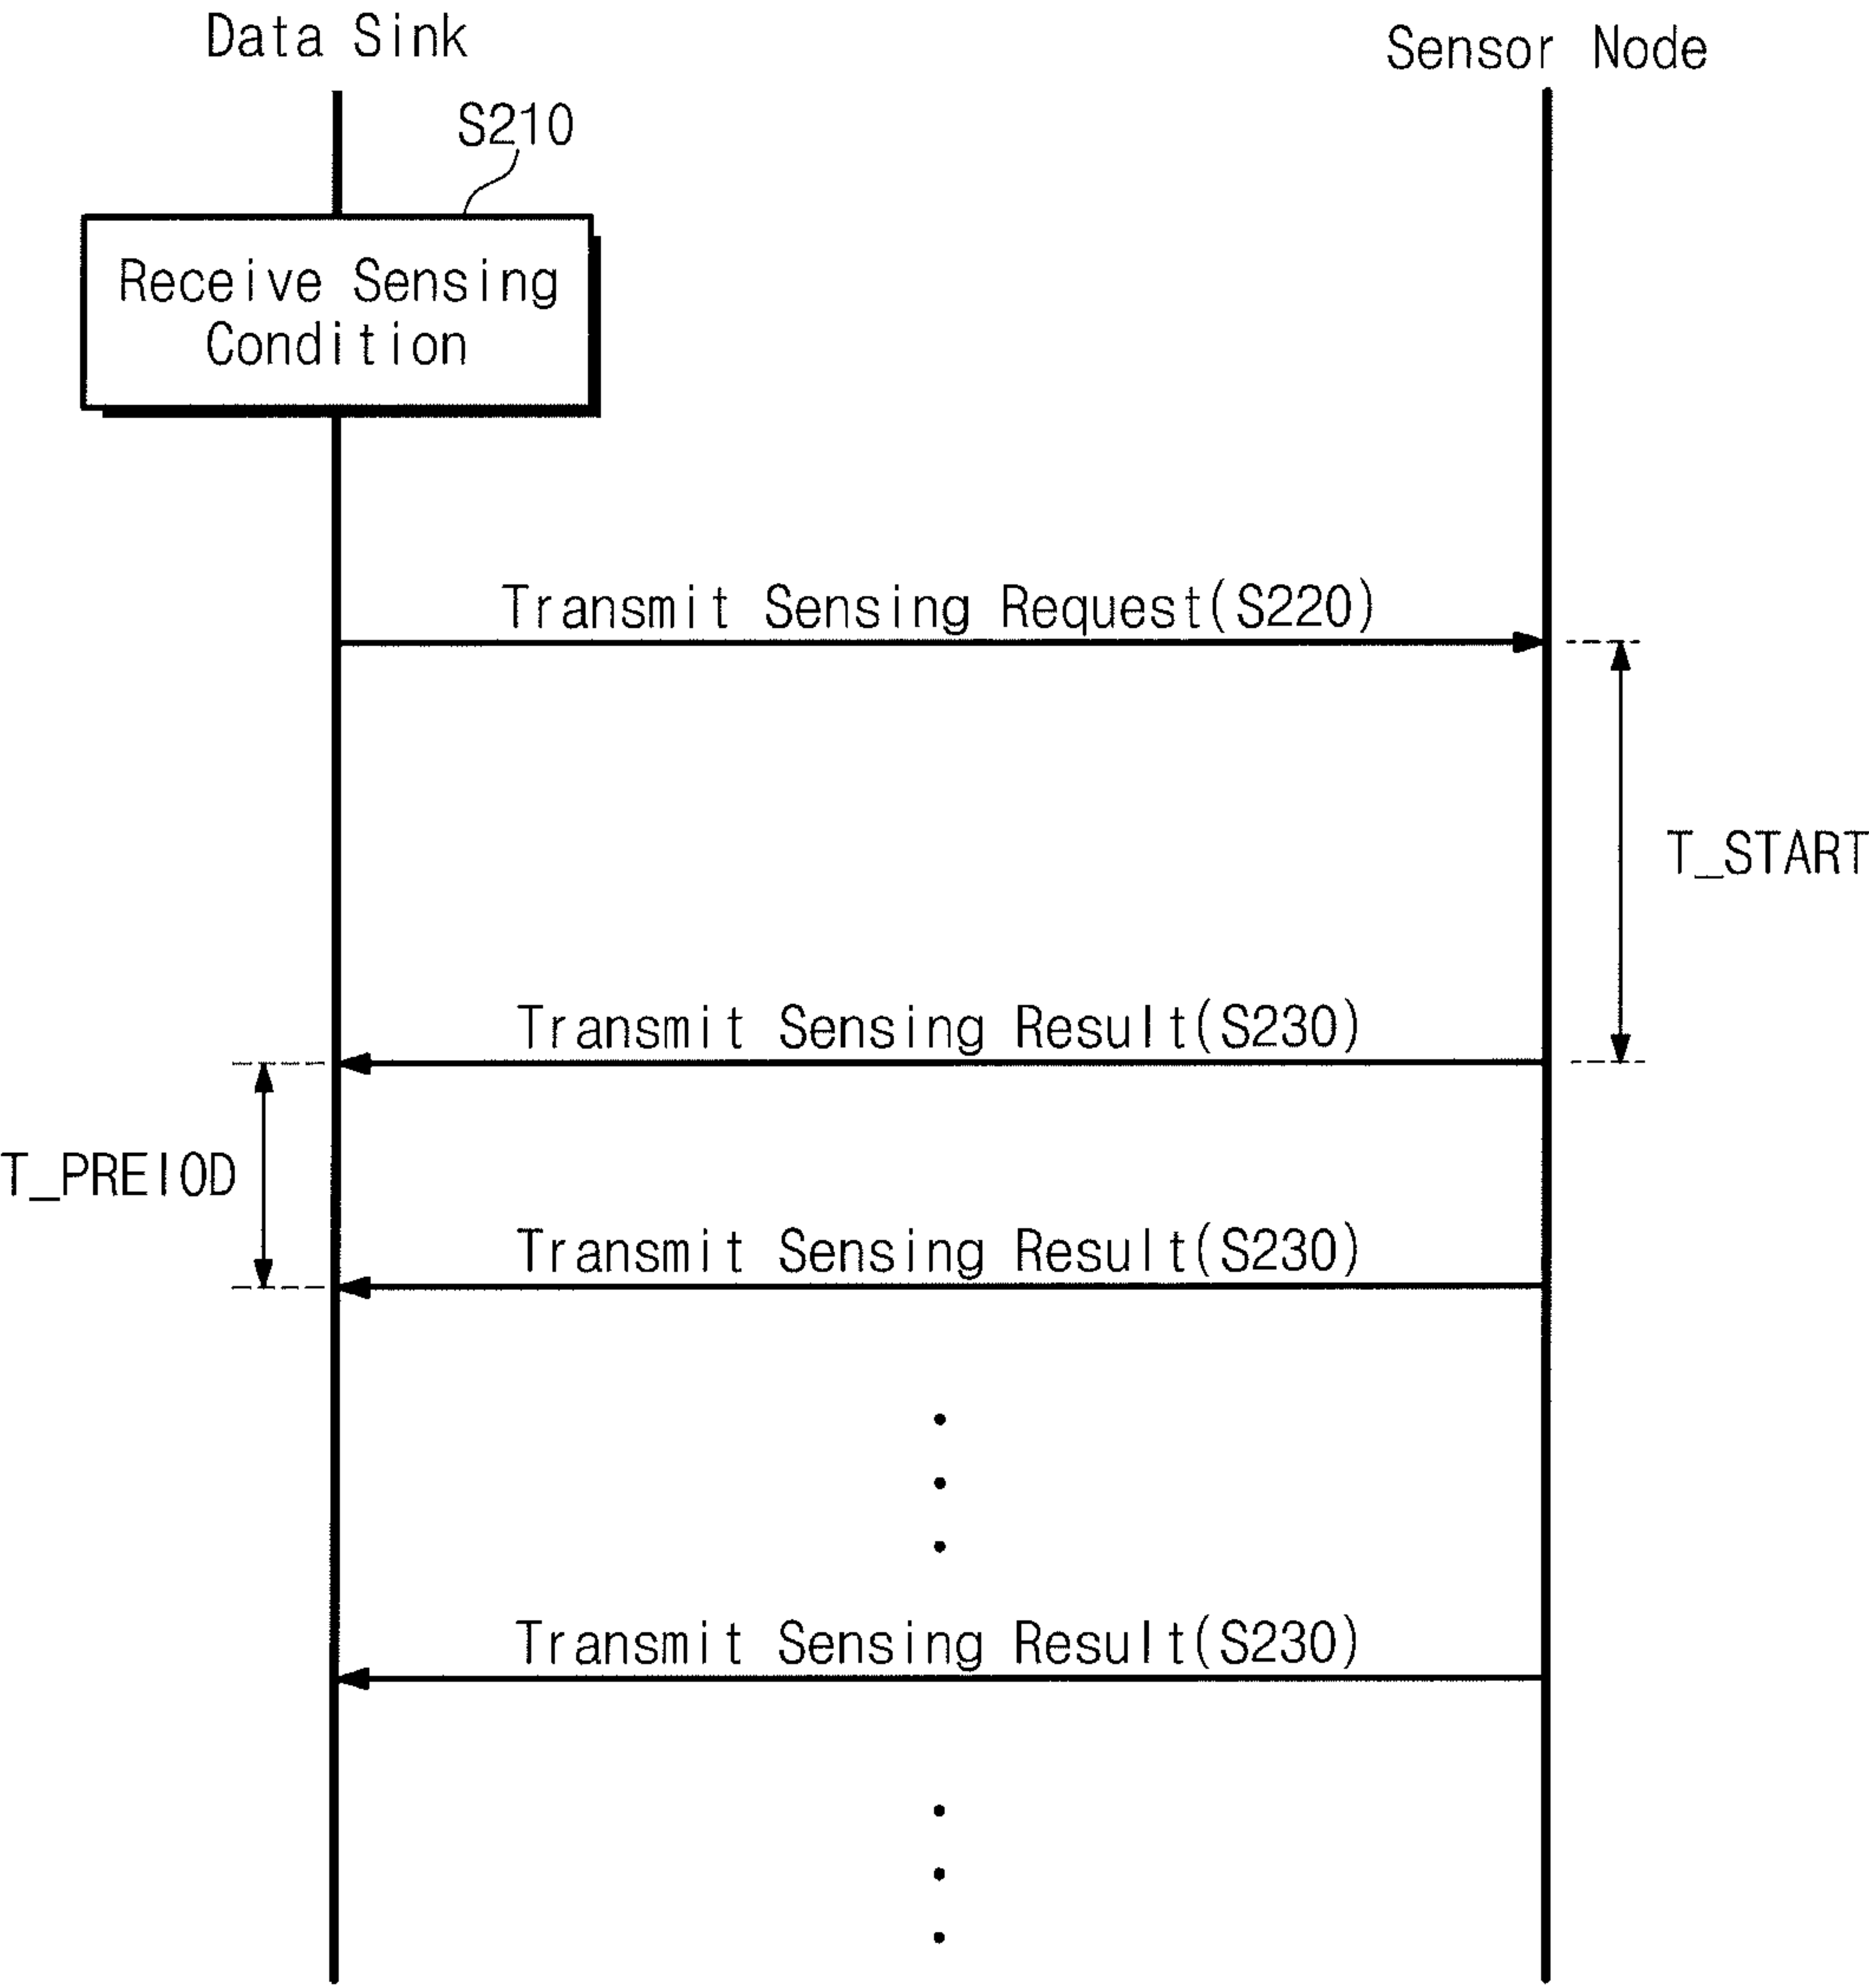 Data Sink
Sensor Node
S210
Receive Sensing
Condition
Transmit Sensing Request(S220)
T_START
Transmit Sensing Result(S230)
T_PREIOD
Transmit Sensing Result(S230)
Transmit Sensing Result(S230)